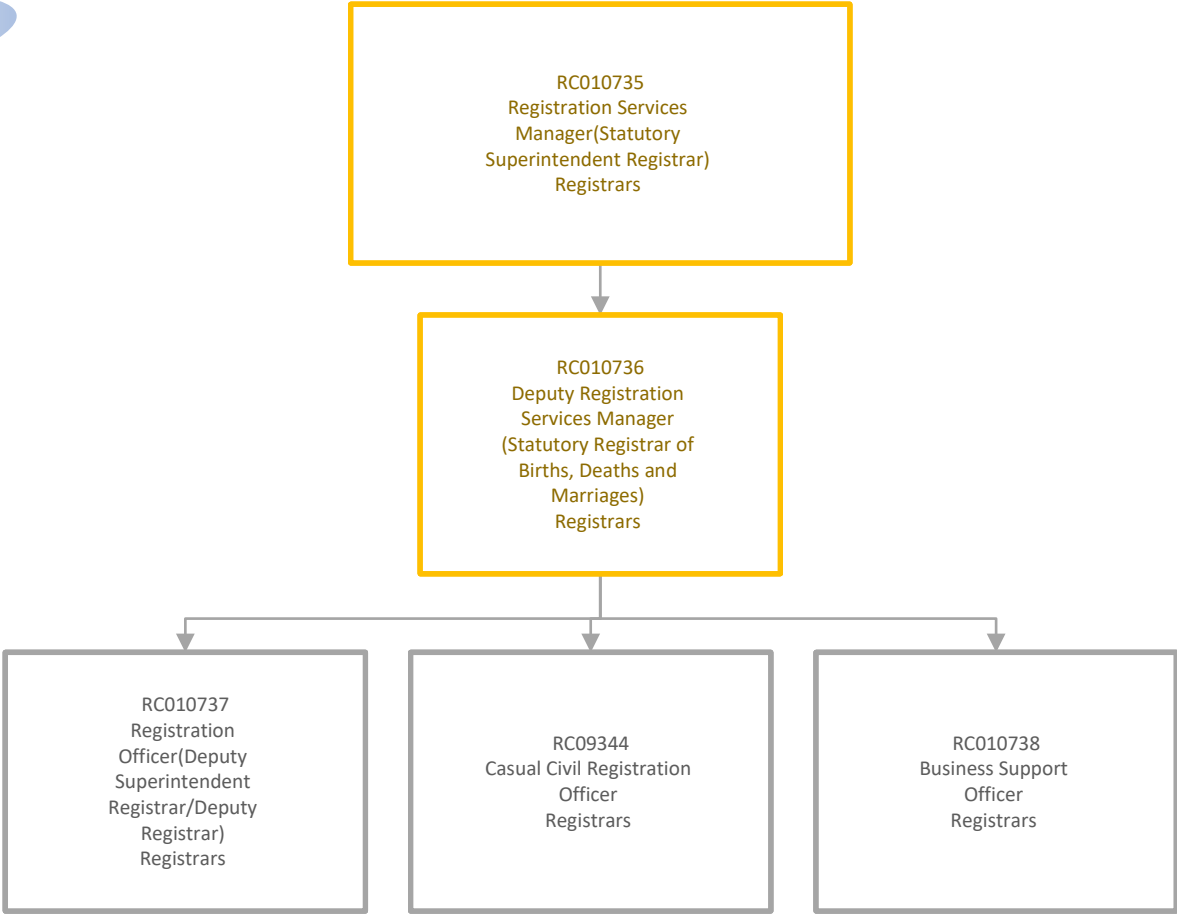 RC010735
Registration Services
Manager(Statutory
Superintendent Registrar)
Registrars
RC010736
Deputy Registration
Services Manager
(Statutory Registrar of
Births, Deaths and
Marriages)
Registrars
RC010737
Registration
Officer(Deputy
Superintendent
Registrar/Deputy
Registrar)
Registrars
RC09344
Casual Civil Registration
Officer
Registrars
RC010738
Business Support
Officer
Registrars